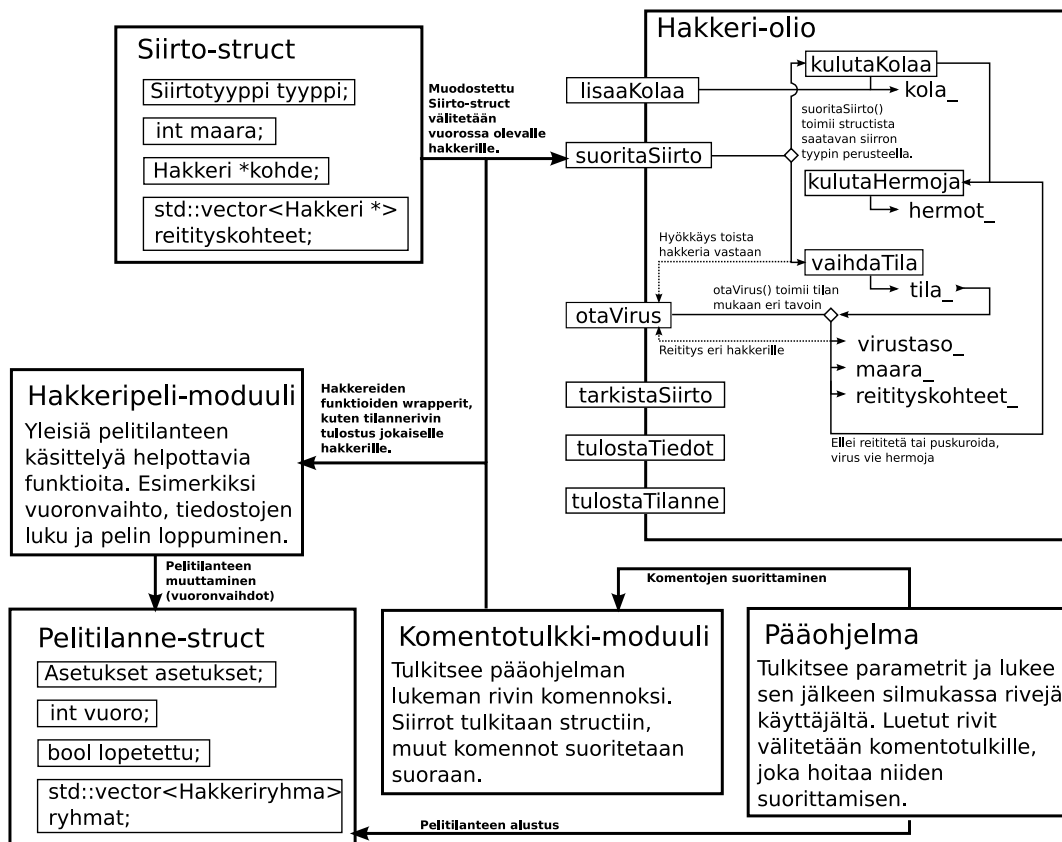 Siirto-struct
Siirtotyyppi tyyppi;
int maara;
Hakkeri *kohde;
std::vector<Hakkeri *>
reitityskohteet;
Muodostettu
Siirto-struct
välitetään
vuorossa olevalle
hakkerille.
Hakkeri-olio
lisaaKolaa
suoritaSiirto
otaVirus
tarkistaSiirto
tulostaTiedot
tulostaTilanne
kulutaKolaa
kola_
suoritaSiirto()
toimii structista
saatavan siirron
tyypin perusteella.
kulutaHermoja
hermot_
Hyökkäys toista
hakkeria vastaan
vaihdaTila
tila_
otaVirus() toimii tilan
mukaan eri tavoin
Reititys eri hakkerille
virustaso_
maara_
reitityskohteet_
Ellei reititetä tai puskuroida,
virus vie hermoja
Hakkeripeli-moduuli
Yleisiä pelitilanteen
käsittelyä helpottavia
funktioita. Esimerkiksi
vuoronvaihto, tiedostojen
luku ja pelin loppuminen.
Hakkereiden
funktioiden wrapperit,
kuten tilannerivin
tulostus jokaiselle
hakkerille.
Pelitilanteen
muuttaminen
(vuoronvaihdot)
Pelitilanne-struct
Asetukset asetukset;
int vuoro;
bool lopetettu;
std::vector<Hakkeriryhma>
ryhmat;
Komentojen suorittaminen
Komentotulkki-moduuli
Tulkitsee pääohjelman
lukeman rivin komennoksi.
Siirrot tulkitaan structiin,
muut komennot suoritetaan
suoraan.
Pääohjelma
Tulkitsee parametrit ja lukee
sen jälkeen silmukassa rivejä
käyttäjältä. Luetut rivit
välitetään komentotulkille,
joka hoitaa niiden
suorittamisen.
Pelitilanteen alustus